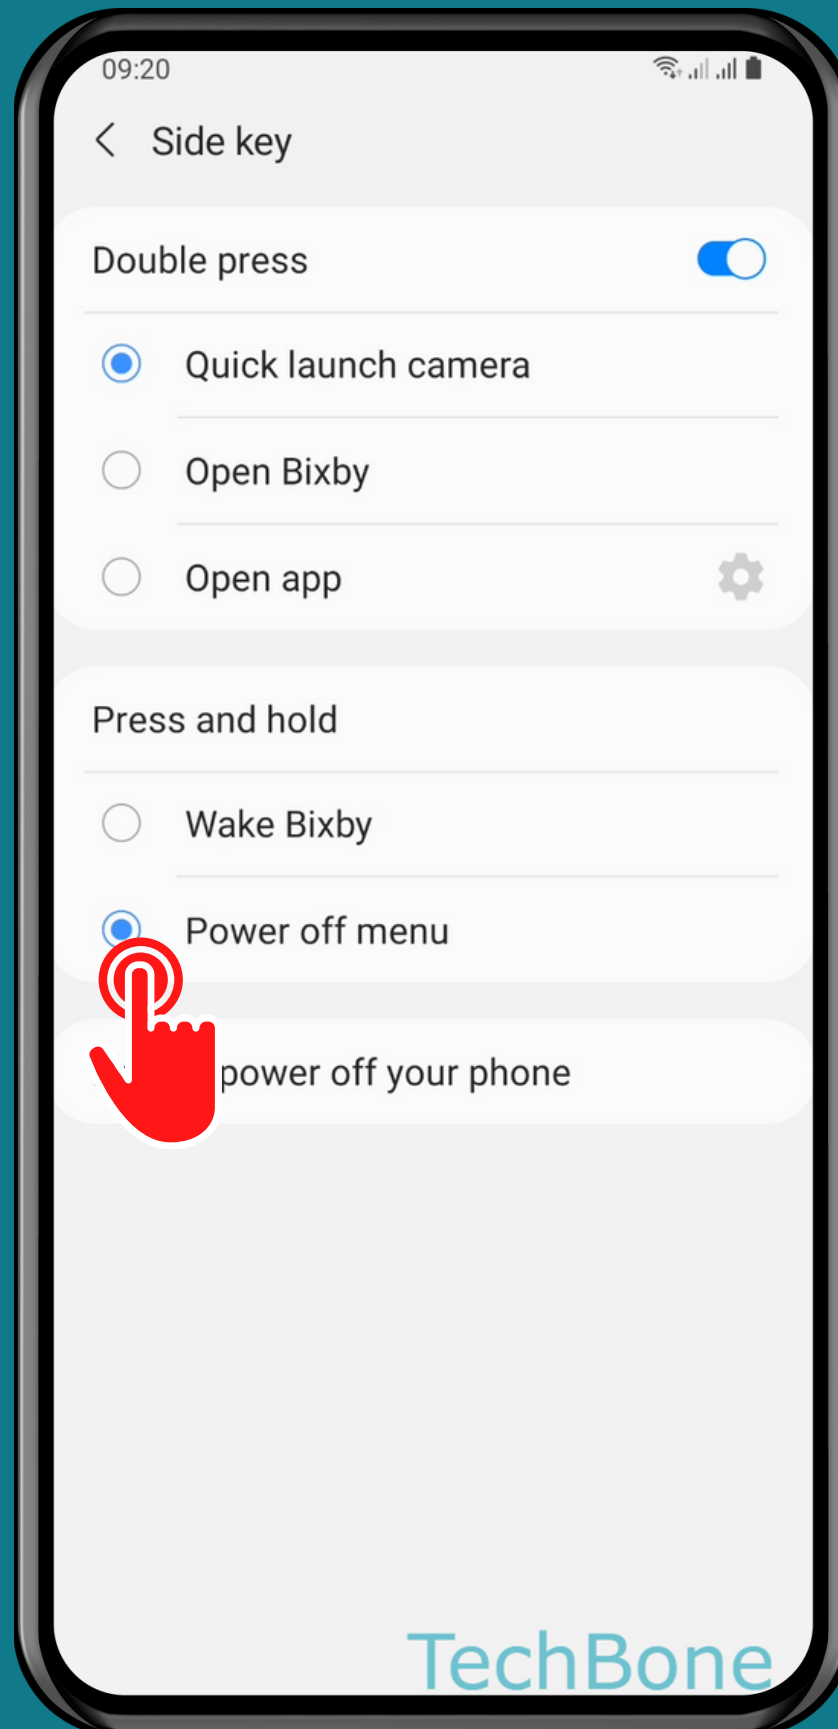 09:20
Side key
Double press
Quick launch camera
Open Bixby
Open app
Press and hold
Wake Bixby
Power off menu
power off your phone
TechBone